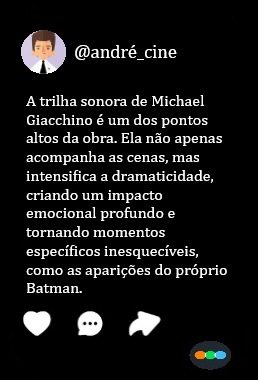 @andré_cine
A trilha sonora de Michael
Giacchino é um dos pontos
altos da obra. Ela não apenas
acompanha as cenas, mas
intensifica a dramaticidade,
criando um impacto
emocional profundo e
tornando momentos
específicos inesquecíveis,
como as aparições do próprio
Batman.